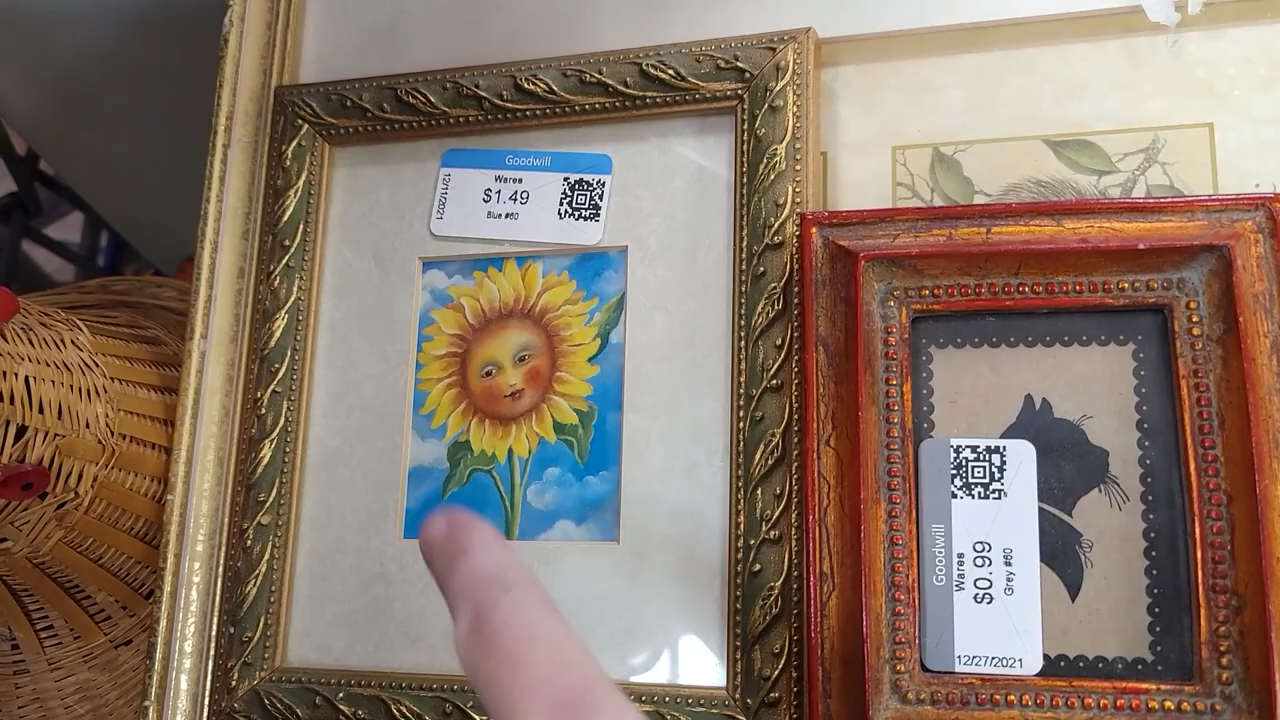 Goodwill
Wares
$1.49
Blue #60
12/11/2021
Goodwill
Wares
$0.99
Grey #60
12/27/2021